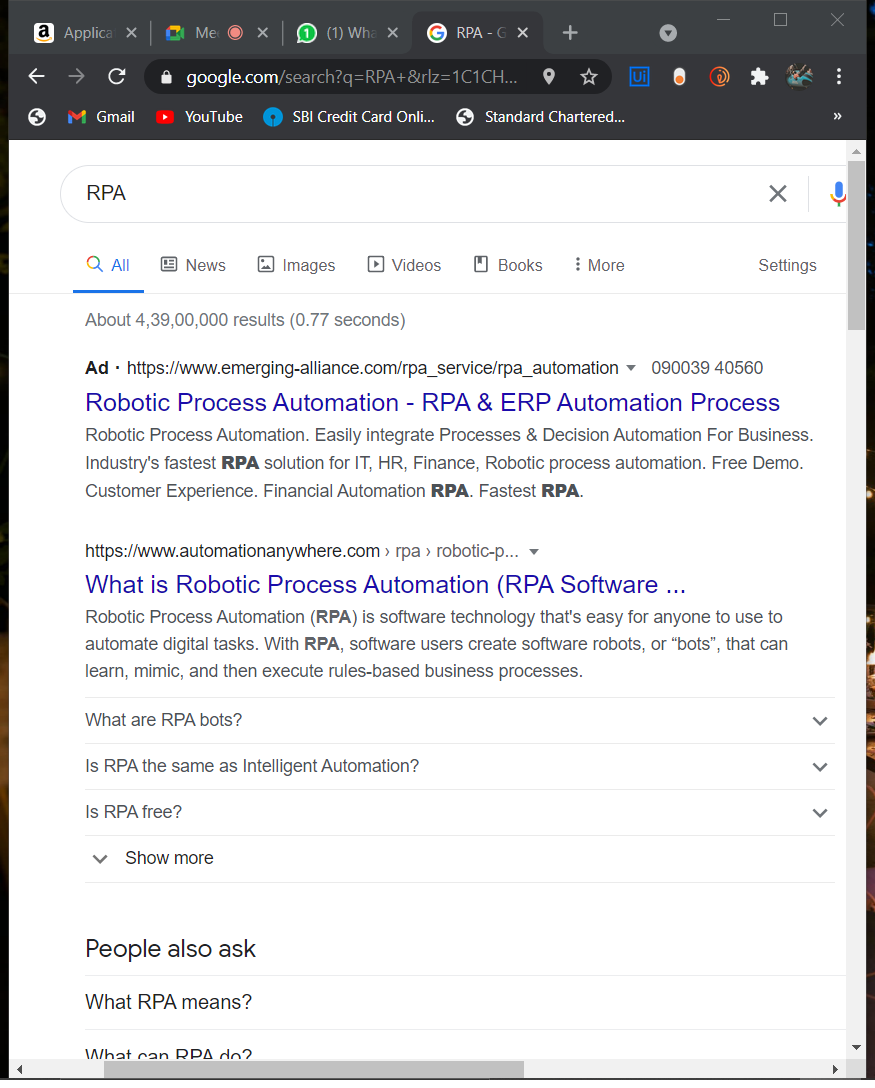 Applica
Mee
(1) Wha
RPA - G
google.com/search?q=RPA+&rlz=1C1CH...
Gmail
YouTube
SBI Credit Card Onli...
Standard Chartered...
»
RPA
All
News
Images
Videos
Books
More
Settings
About 4,39,00,000 results (0.77 seconds)
Ad · https://www.emerging-alliance.com/rpa_service/rpa_automation 090039 40560
Robotic Process Automation - RPA & ERP Automation Process
Robotic Process Automation. Easily integrate Processes & Decision Automation For Business.
Industry's fastest RPA solution for IT, HR, Finance, Robotic process automation. Free Demo.
Customer Experience. Financial Automation RPA. Fastest RPA.
https://www.automationanywhere.com › rpa › robotic-p...
What is Robotic Process Automation (RPA Software ...
Robotic Process Automation (RPA) is software technology that's easy for anyone to use to
automate digital tasks. With RPA, software users create software robots, or “bots”, that can
learn, mimic, and then execute rules-based business processes.
What are RPA bots?
Is RPA the same as Intelligent Automation?
Is RPA free?
Show more
People also ask
What RPA means?
What can RPA do?